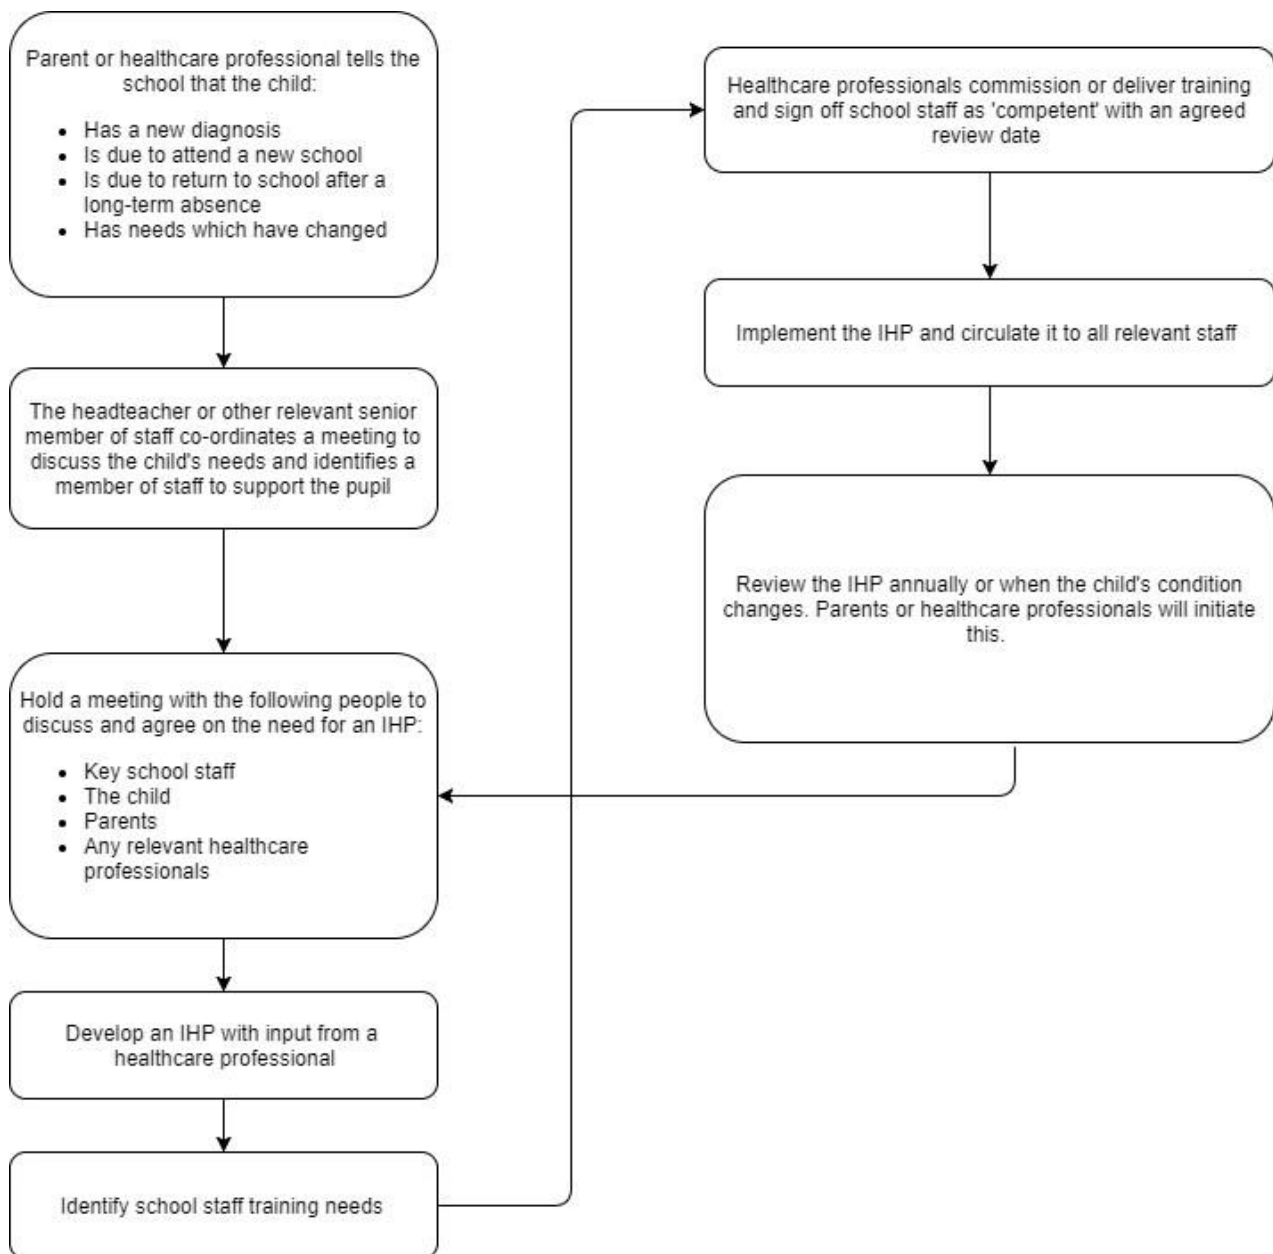 Parent or healthcare professional tells the
school that the child:
• Has a new diagnosis
• Is due to attend a new school
• Is due to return to school after a
long-term absence
• Has needs which have changed
The headteacher or other relevant senior
member of staff co-ordinates a meeting to
discuss the child's needs and identifies a
member of staff to support the pupil
Hold a meeting with the following people to
discuss and agree on the need for an IHP:
• Key school staff
• The child
• Parents
• Any relevant healthcare
professionals
Develop an IHP with input from a
healthcare professional
Identify school staff training needs
Healthcare professionals commission or deliver training
and sign off school staff as 'competent' with an agreed
review date
Implement the IHP and circulate it to all relevant staff
Review the IHP annually or when the child's condition
changes. Parents or healthcare professionals will initiate
this.